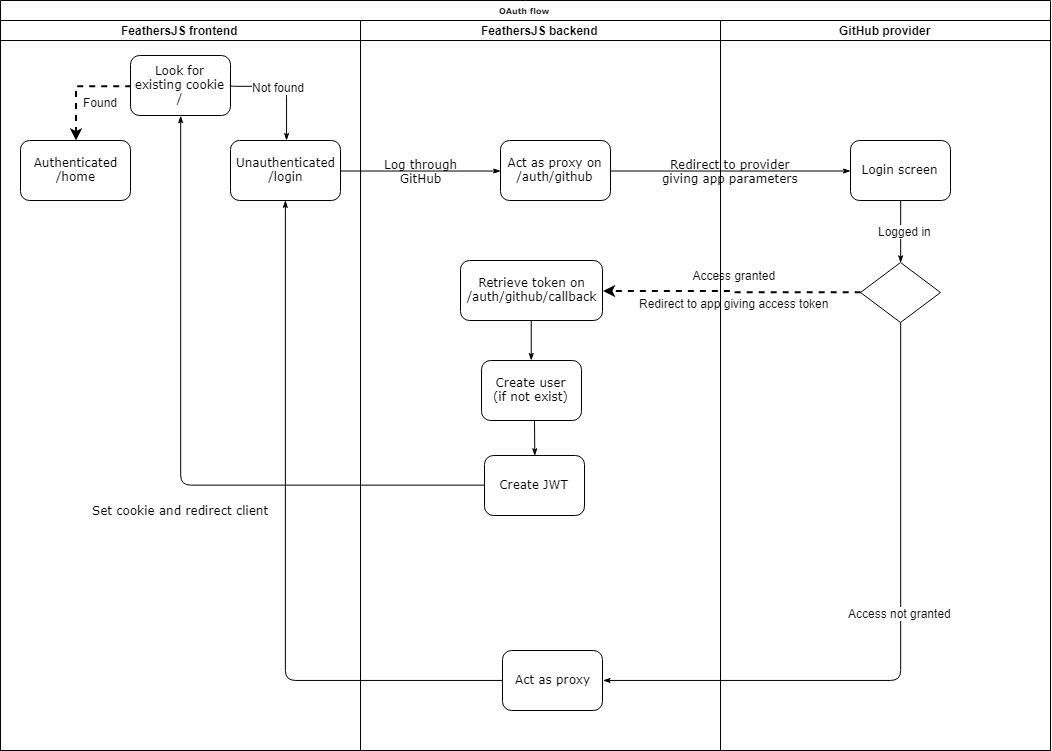 OAuth flow
FeathersJS frontend
FeathersJS backend
GitHub provider
Look for
existing cookie
/
Found
Not found
Authenticated
/home
Unauthenticated
/login
Log through
GitHub
Act as proxy on
/auth/github
Redirect to provider
giving app parameters
Login screen
Logged in
Access granted
Redirect to app giving access token
Retrieve token on
/auth/github/callback
Create user
(if not exist)
Create JWT
Set cookie and redirect client
Access not granted
Act as proxy